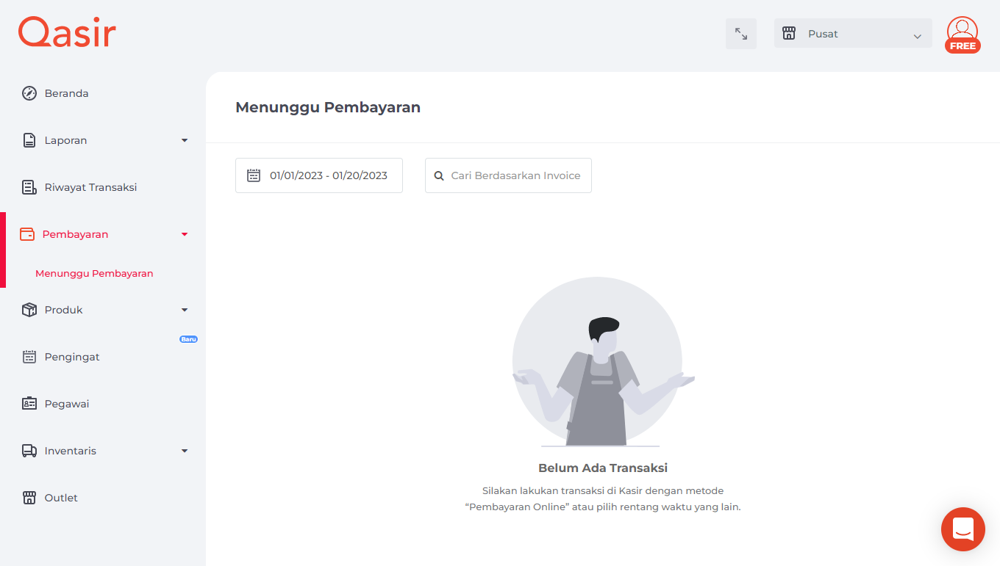 Qasir
Pusat
FREE
Beranda
Laporan
Riwayat Transaksi
Pembayaran
Menunggu Pembayaran
Produk
Baru
Pengingat
Pegawai
Inventaris
Outlet
Menunggu Pembayaran
01/01/2023 - 01/20/2023
Cari Berdasarkan Invoice
Belum Ada Transaksi
Silakan lakukan transaksi di Kasir dengan metode
“Pembayaran Online” atau pilih rentang waktu yang lain.